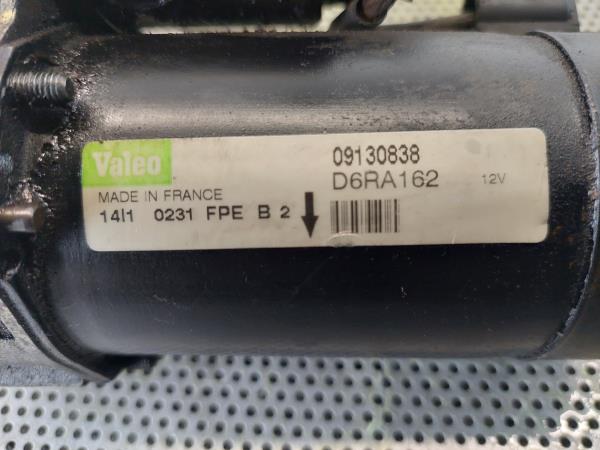 Valeo
MADE IN FRANCE
14I1 0231 FPE B 2
09130838
D6RA162 12V